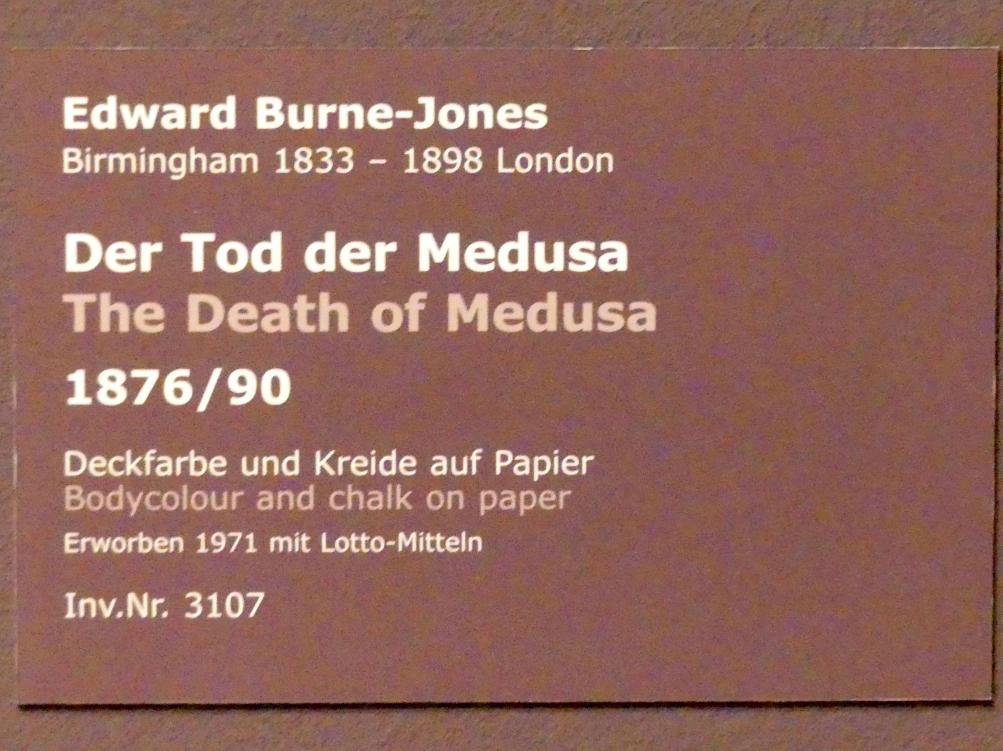 Edward Burne-Jones
Birmingham 1833 – 1898 London
Der Tod der Medusa
The Death of Medusa
1876/90
Deckfarbe und Kreide auf Papier
Bodycolour and chalk on paper
Erworben 1971 mit Lotto-Mitteln
Inv.Nr. 3107